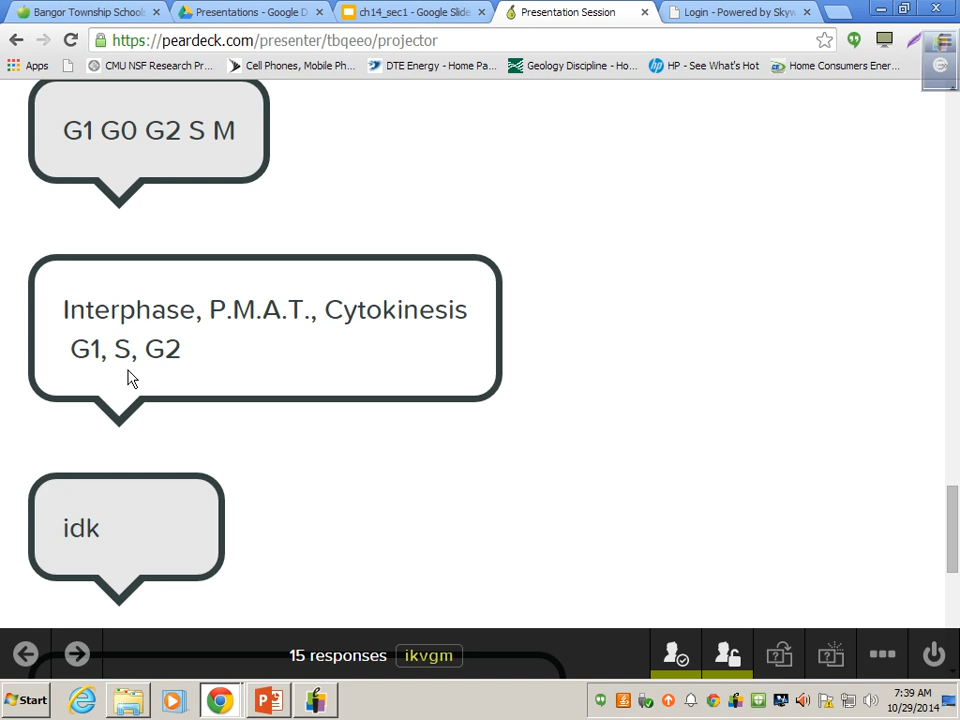 Bangor Township Schools
Presentations - Google D
ch14_sec1 - Google Slide
Presentation Session
Login - Powered by Skyw
https://peardeck.com/presenter/tbqeeo/projector
Apps
CMU NSF Research Pr...
Cell Phones, Mobile Ph...
DTE Energy - Home Pa...
Geology Discipline - Ho...
HP - See What's Hot
Home Consumers Ener...
G1 G0 G2 S M
Interphase, P.M.A.T., Cytokinesis
G1, S, G2
idk
15 responses ikvgm
Start
7:39 AM
10/29/2014